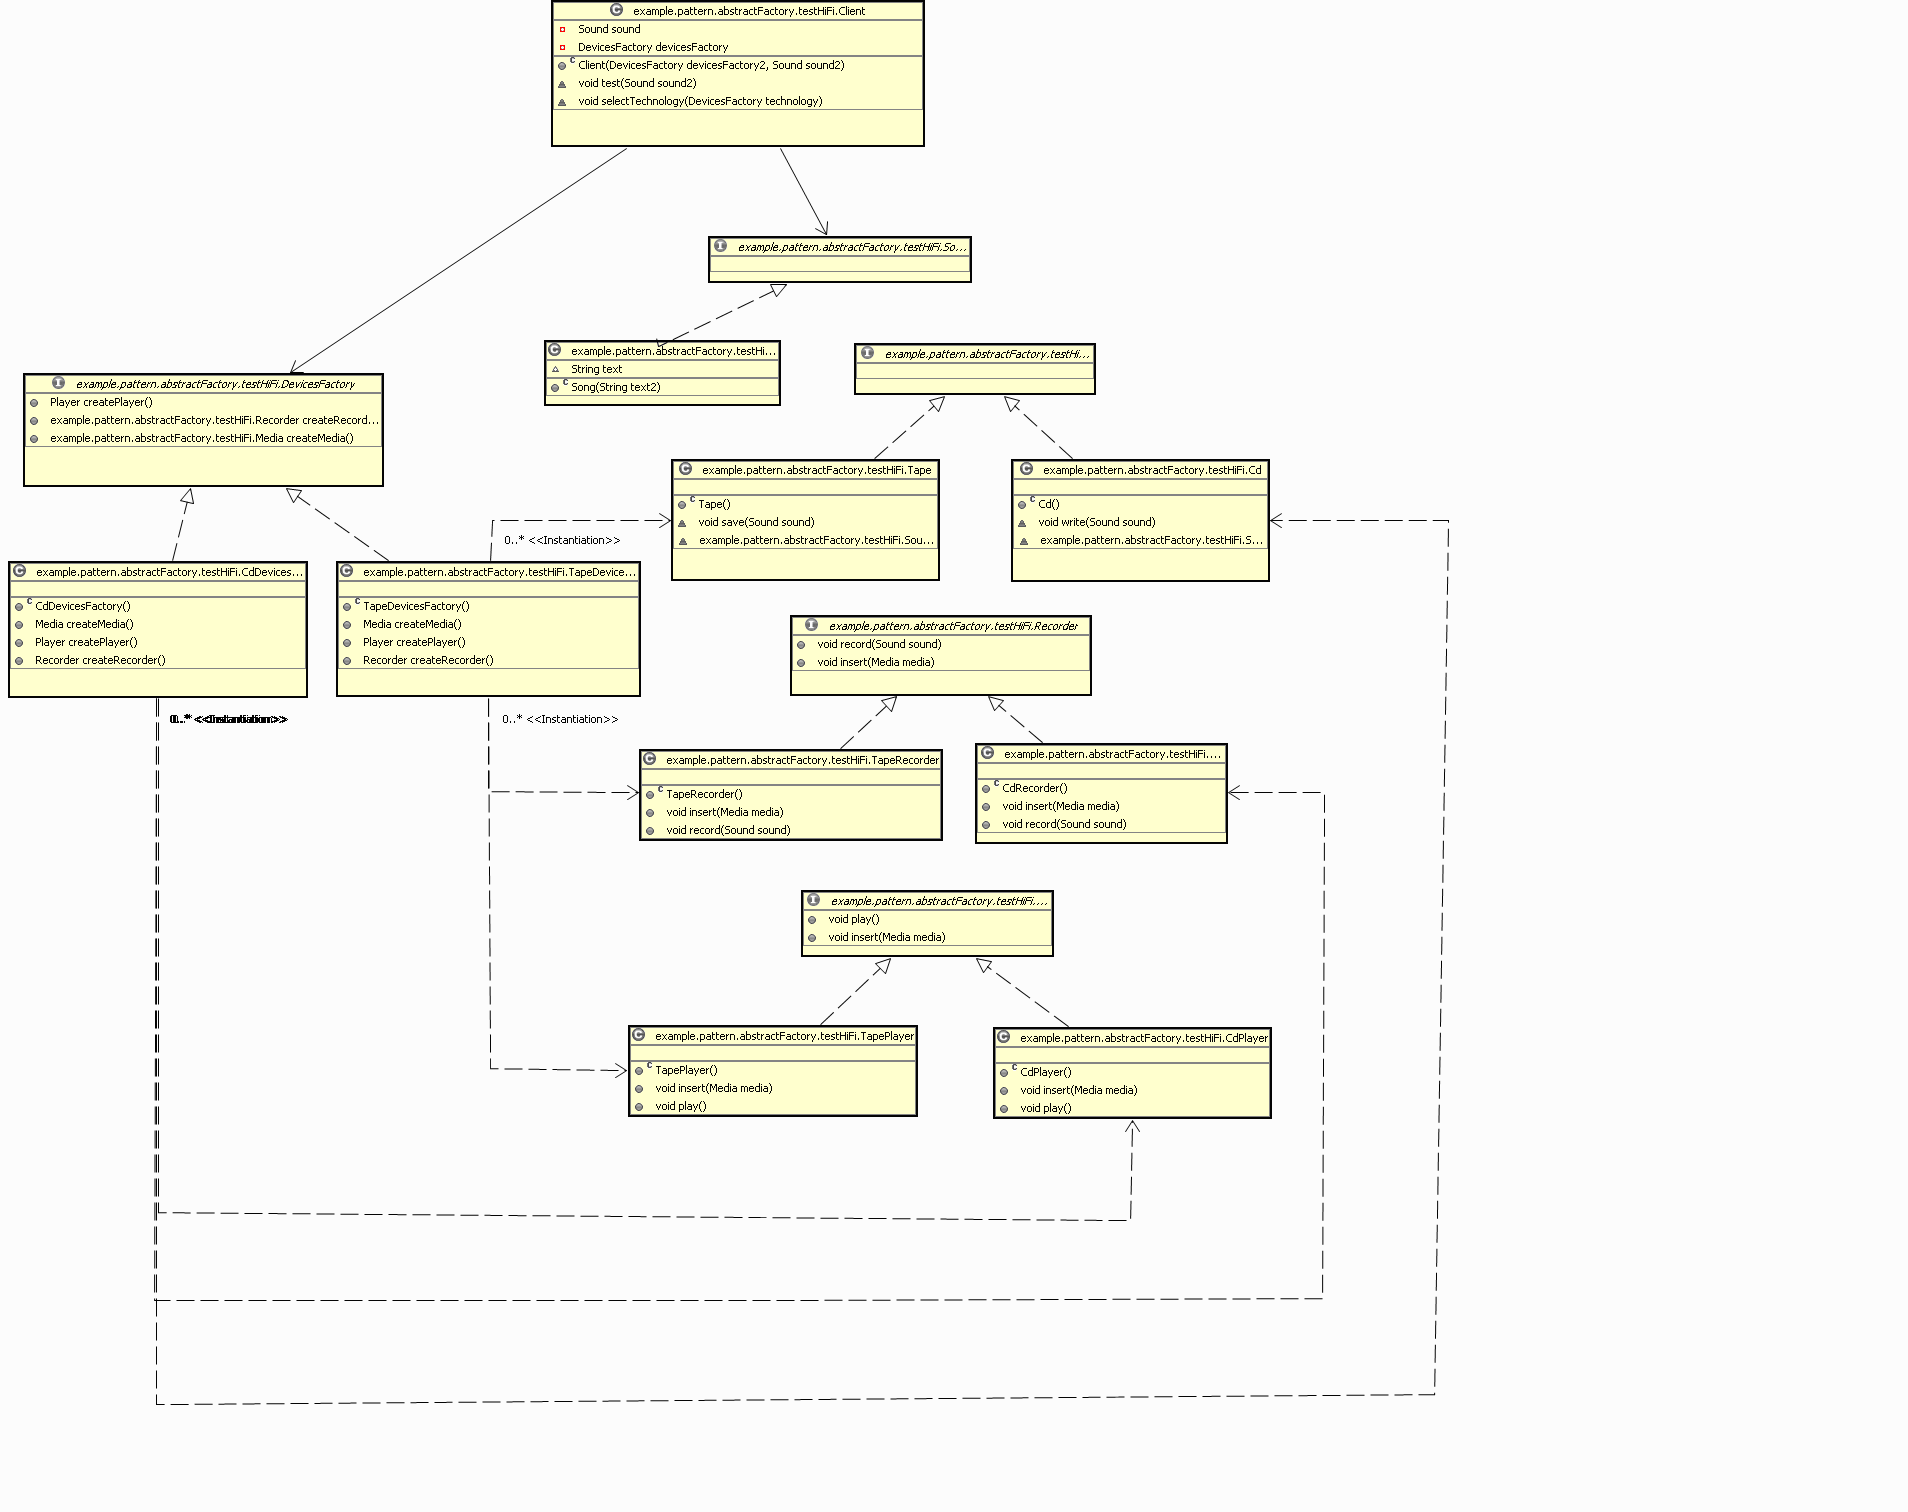 example.pattern.abstractFactory.testHiFi.Client
Sound sound
DevicesFactory devicesFactory
Client(DevicesFactory devicesFactory2, Sound sound2)
void test(Sound sound2)
void selectTechnology(DevicesFactory technology)
example.pattern.abstractFactory.testHiFi.So...
example.pattern.abstractFactory.testHi...
String text
Song(String text2)
example.pattern.abstractFactory.testHi...
example.pattern.abstractFactory.testHiFi.DevicesFactory
Player createPlayer()
example.pattern.abstractFactory.testHiFi.Recorder createRecord...
example.pattern.abstractFactory.testHiFi.Media createMedia()
example.pattern.abstractFactory.testHiFi.Tape
Tape()
void save(Sound sound)
example.pattern.abstractFactory.testHiFi.Sou...
example.pattern.abstractFactory.testHiFi.Cd
Cd()
void write(Sound sound)
example.pattern.abstractFactory.testHiFi.S...
0..* <<Instantiation>>
example.pattern.abstractFactory.testHiFi.CdDevices...
CdDevicesFactory()
Media createMedia()
Player createPlayer()
Recorder createRecorder()
example.pattern.abstractFactory.testHiFi.TapeDevice...
TapeDevicesFactory()
Media createMedia()
Player createPlayer()
Recorder createRecorder()
example.pattern.abstractFactory.testHiFi.Recorder
void record(Sound sound)
void insert(Media media)
0..* <<Instantiation>>
0..* <<Instantiation>>
example.pattern.abstractFactory.testHiFi.TapeRecorder
TapeRecorder()
void insert(Media media)
void record(Sound sound)
example.pattern.abstractFactory.testHiFi....
CdRecorder()
void insert(Media media)
void record(Sound sound)
example.pattern.abstractFactory.testHiFi....
void play()
void insert(Media media)
example.pattern.abstractFactory.testHiFi.TapePlayer
TapePlayer()
void insert(Media media)
void play()
example.pattern.abstractFactory.testHiFi.CdPlayer
CdPlayer()
void insert(Media media)
void play()